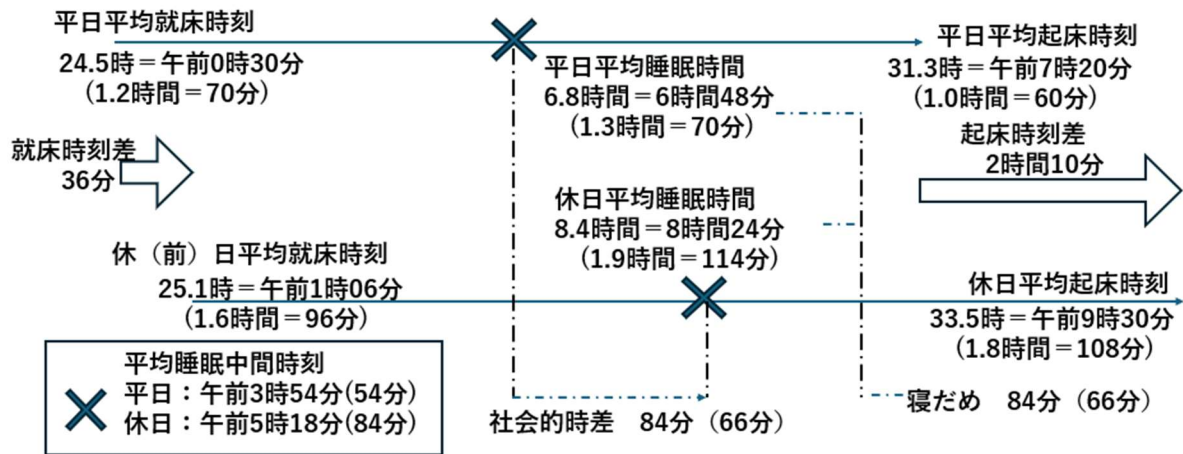 平日平均就床時刻
24.5時＝午前0時30分
(1.2時間＝70分)
平日平均睡眠時間
6.8時間＝6時間48分
(1.3時間＝70分)
平日平均起床時刻
31.3時＝午前7時20分
(1.0時間＝60分)
就床時刻差
36分
起床時刻差
2時間10分
休日平均睡眠時間
8.4時間＝8時間24分
(1.9時間＝114分)
休（前）日平均就床時刻
25.1時＝午前1時06分
(1.6時間＝96分)
休日平均起床時刻
33.5時＝午前9時30分
(1.8時間＝108分)
平均睡眠中間時刻
平日：午前3時54分(54分)
休日：午前5時18分(84分)
社会的時差　84分（66分）
寝だめ　84分（66分）